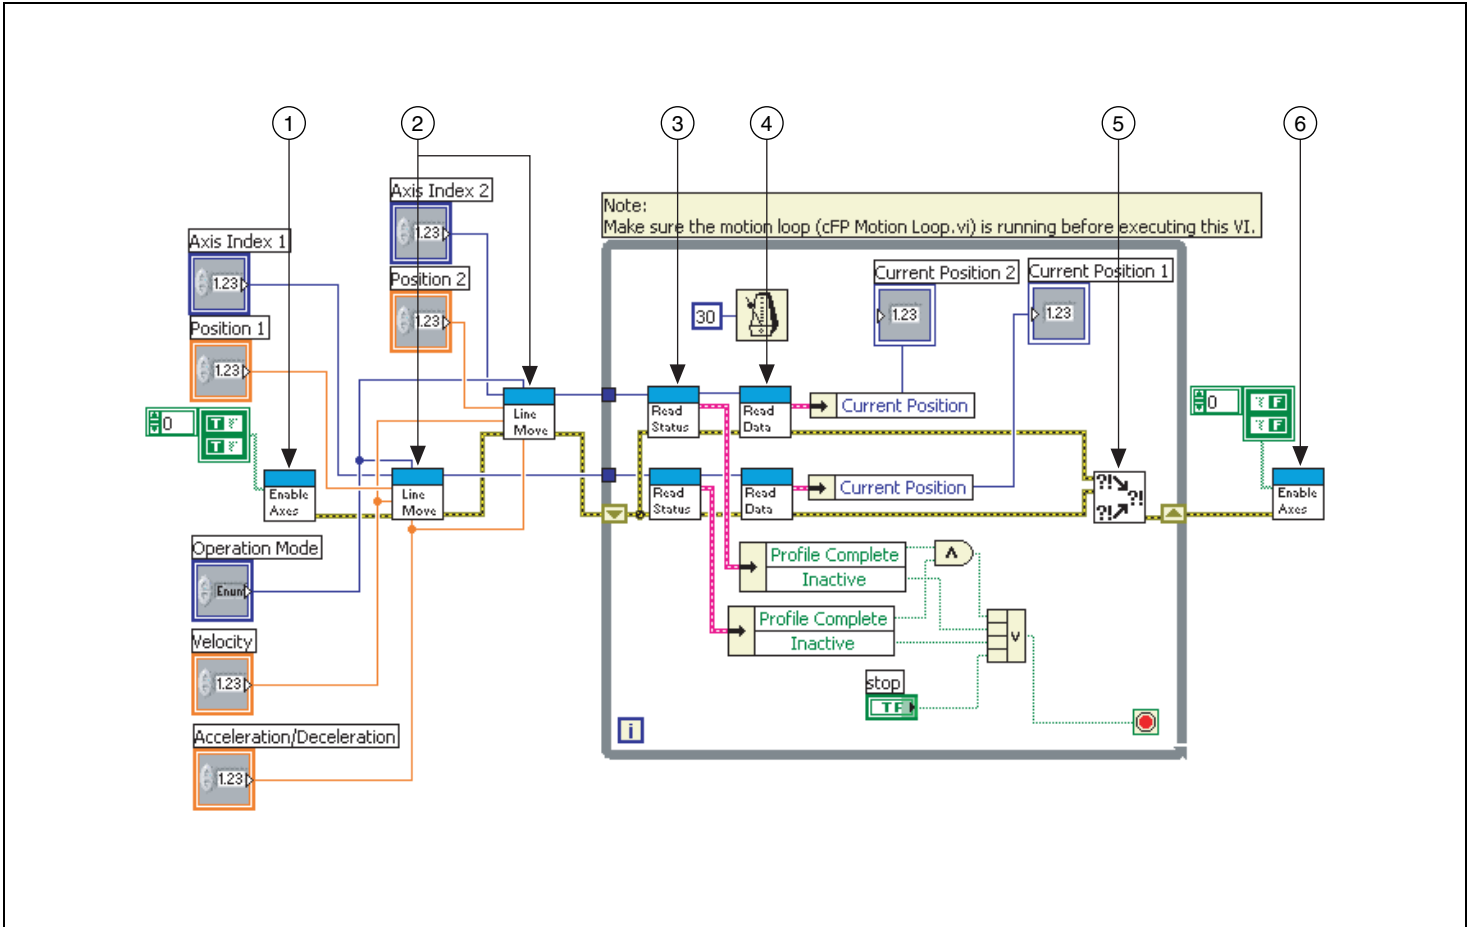 1
2
3
4
5
6
Axis Index 2
1.23
Note:
Make sure the motion loop (cFP Motion Loop.vi) is running before executing this VI.
Axis Index 1
1.23
Position 2
1.23
Current Position 2
1.23
Current Position 1
1.23
30
Position 1
1.23
Line
Move
Read
Status
Read
Data
Current Position
0
T
T
0
F
F
Enable
Axes
Line
Move
Read
Status
Read
Data
Current Position
?!
?!
?!
Enable
Axes
Operation Mode
Enum
Profile Complete
Inactive
Λ
Profile Complete
Inactive
V
Velocity
1.23
stop
TF
i
Acceleration/Deceleration
1.23